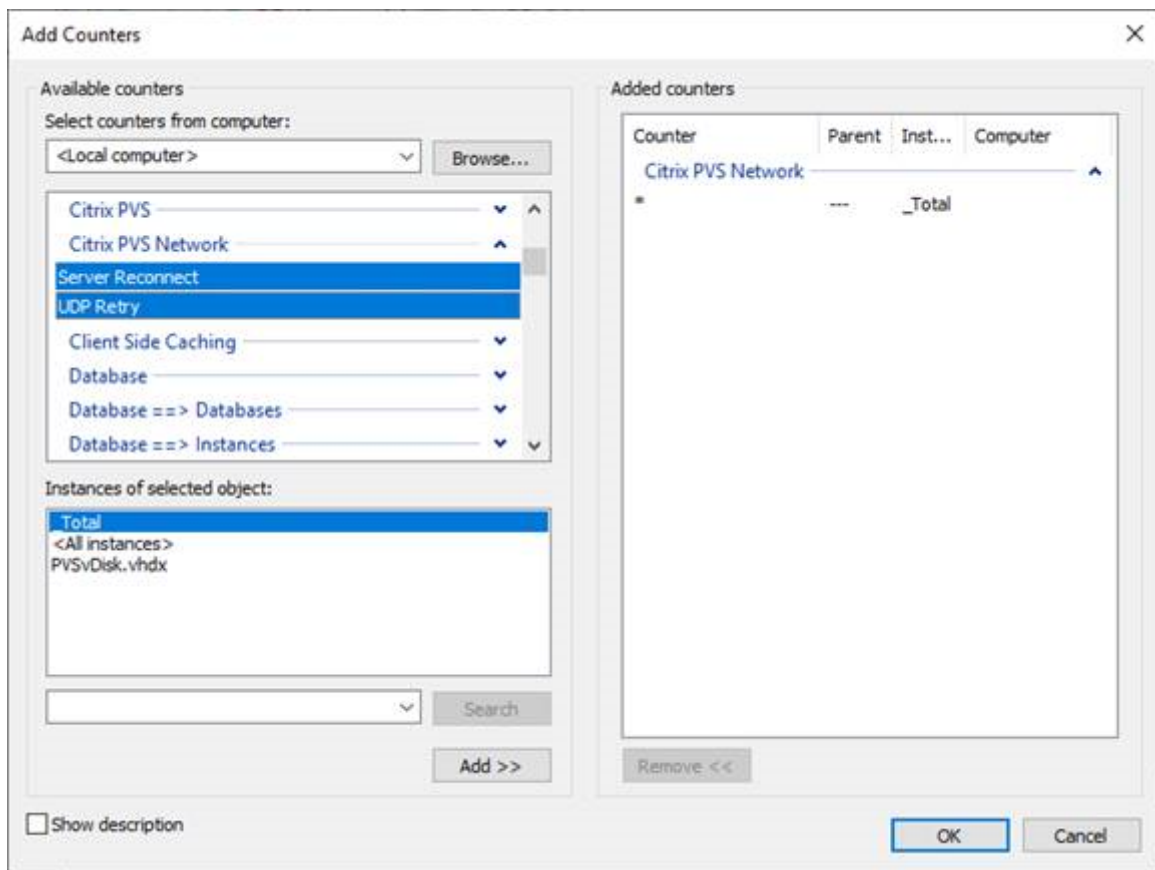 Add Counters
Available counters
Select counters from computer:
<Local computer>
Browse...
Citrix PVS
Citrix PVS Network
Server Reconnect
UDP Retry
Client Side Caching
Database
Database ==> Databases
Database ==> Instances
Instances of selected object:
_Total
<All instances>
PVSvDisk.vhdx
Search
Add >>
Show description
Added counters
Counter Parent Inst... Computer
Citrix PVS Network
* --- _Total
Remove <<
OK Cancel